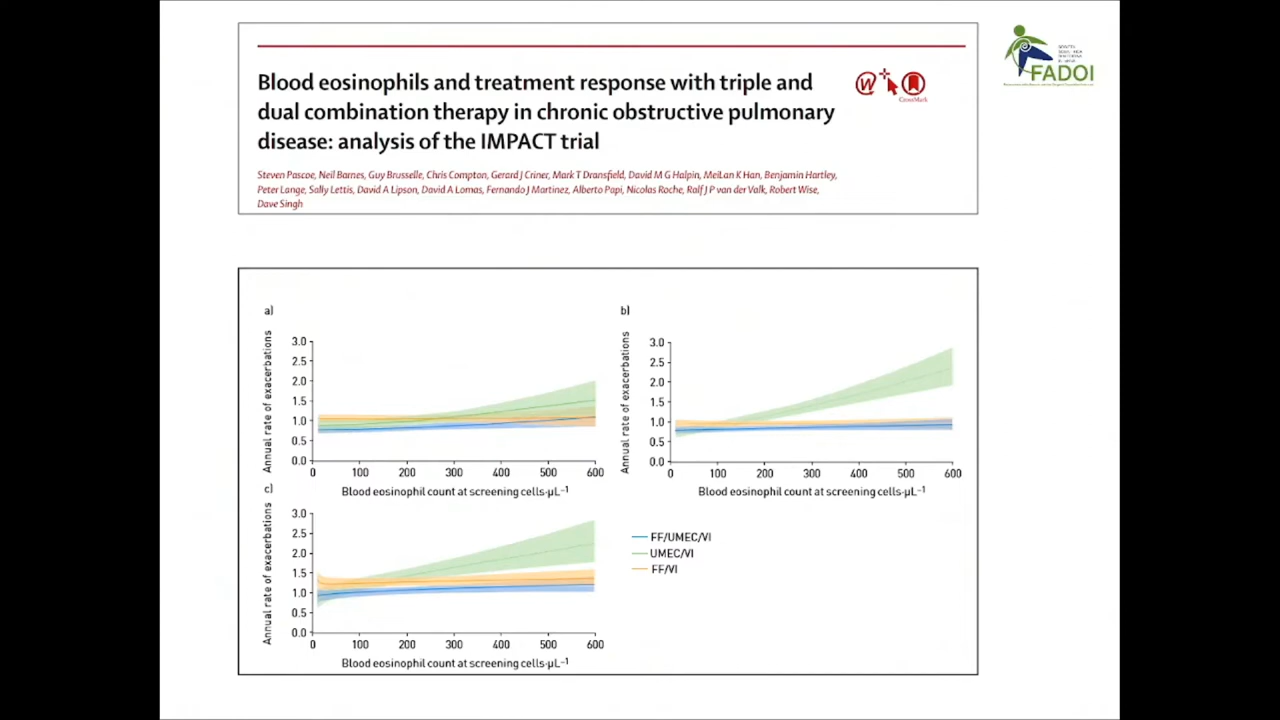 Blood eosinophils and treatment response with triple and
dual combination therapy in chronic obstructive pulmonary
disease: analysis of the IMPACT trial
CrossMark
FADOI
Steven Pascoe, Neil Barnes, Guy Brusselle, Chris Compton, Gerard J Criner, Mark T Dransfield, David M G Halpin, MeiLan K Han, Benjamin Hartley,
Peter Lange, Sally Lettis, David A Lipson, David A Lomas, Fernando J Martinez, Alberto Papi, Nicolas Roche, Ralf J P van der Valk, Robert Wise,
Dave Singh
a)
Annual rate of exacerbations
3.0
2.5
2.0
1.5
1.0
0.5
0.0
0 100 200 300 400 500 600
Blood eosinophil count at screening cells·µL⁻¹
b)
Annual rate of exacerbations
3.0
2.5
2.0
1.5
1.0
0.5
0.0
0 100 200 300 400 500 600
Blood eosinophil count at screening cells·µL⁻¹
c)
Annual rate of exacerbations
3.0
2.5
2.0
1.5
1.0
0.5
0.0
0 100 200 300 400 500 600
Blood eosinophil count at screening cells·µL⁻¹
FF/UMEC/VI
UMEC/VI
FF/VI